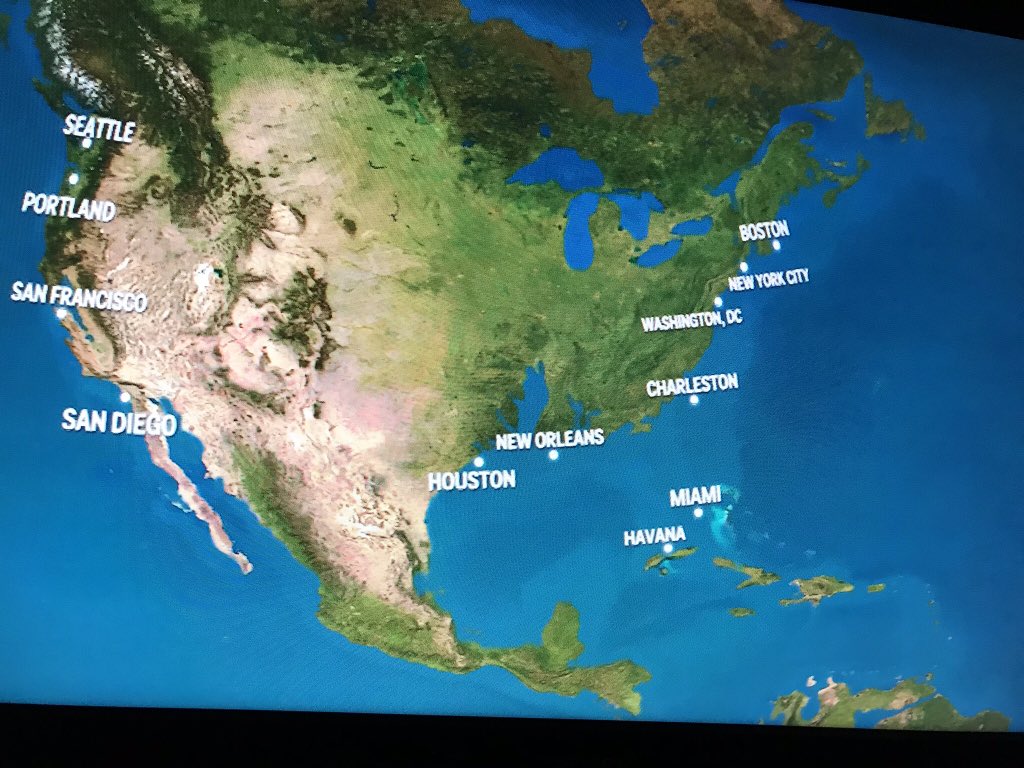 SEATTLE
PORTLAND
SAN FRANCISCO
SAN DIEGO
BOSTON
NEW YORK CITY
WASHINGTON, DC
CHARLESTON
NEW ORLEANS
HOUSTON
MIAMI
HAVANA